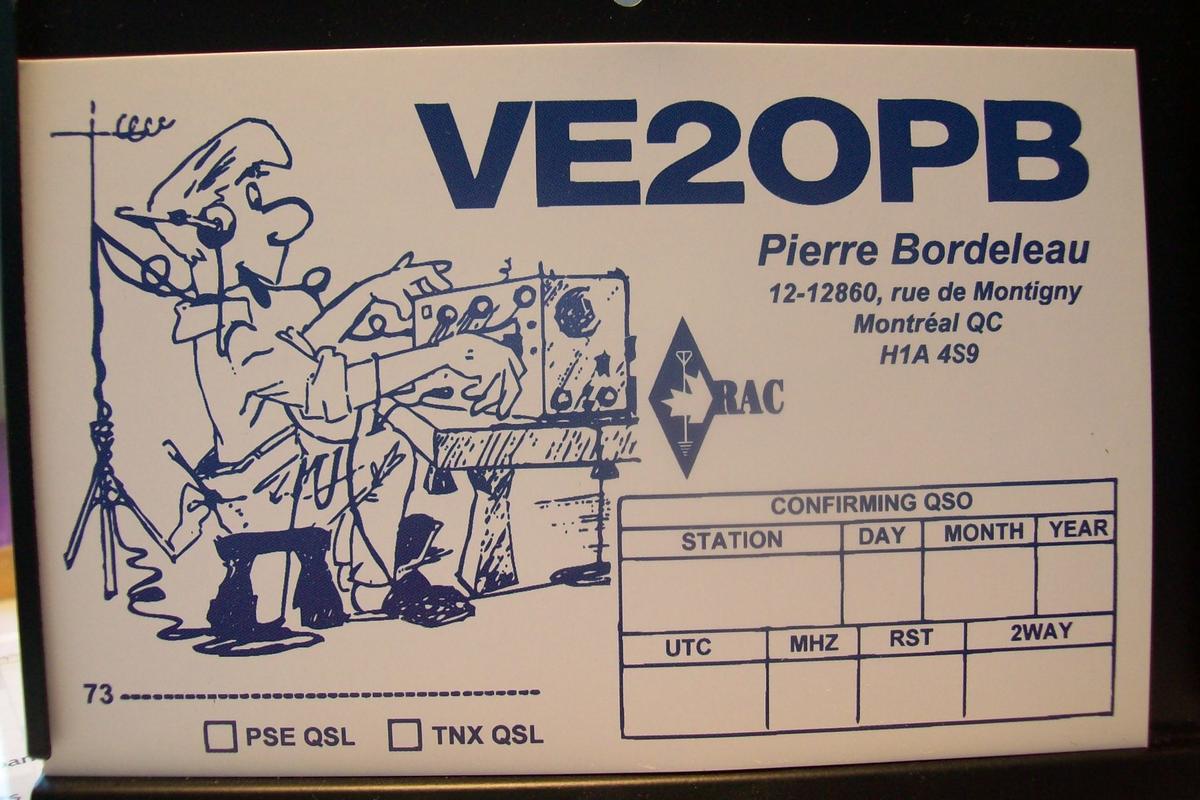 VE2OPB
Pierre Bordeleau
12-12860, rue de Montigny
Montréal QC
H1A 4S9
RAC
CONFIRMING QSO
STATION DAY MONTH YEAR
UTC MHZ RST 2WAY
73
PSE QSL TNX QSL